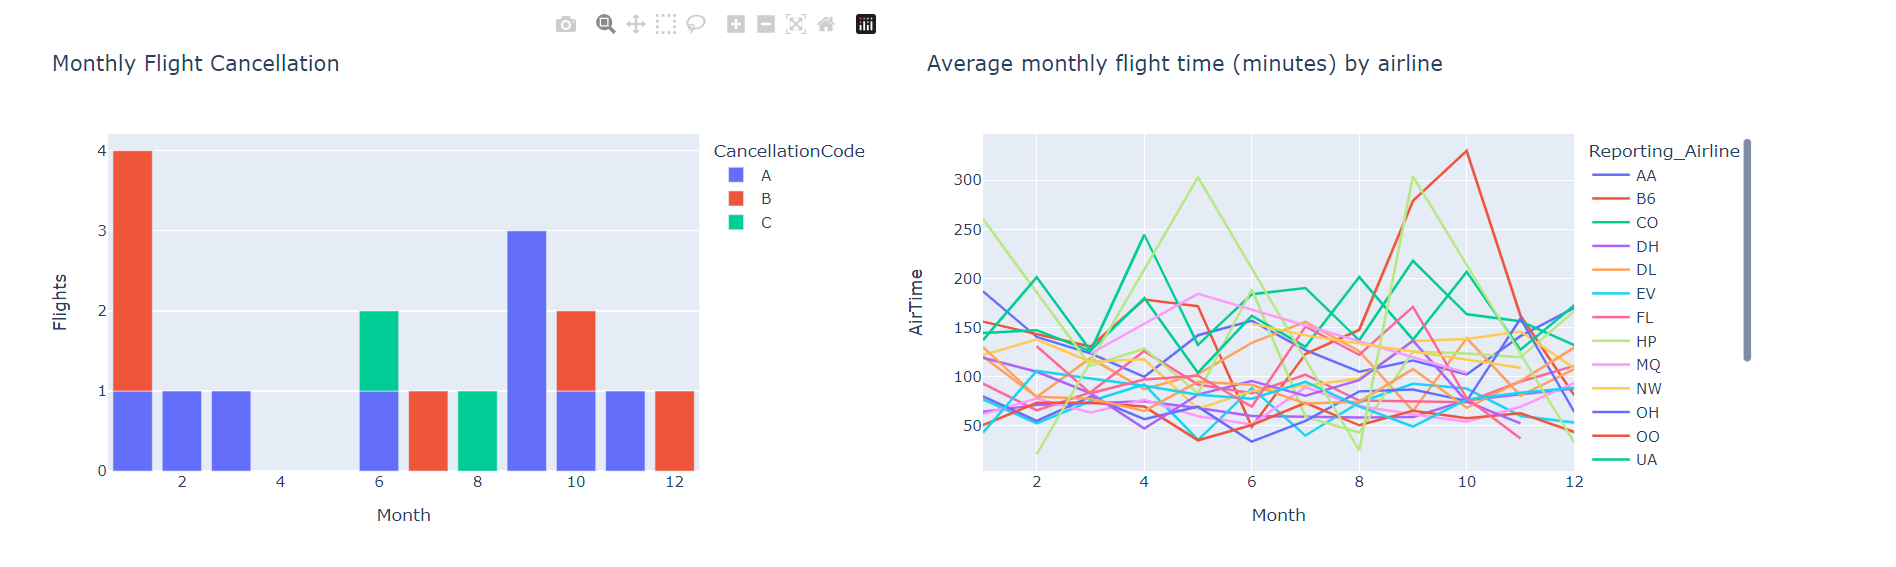 Monthly Flight Cancellation
4
3
2
1
0
2
4
6
8
10
12
Flights
Month
CancellationCode
A
B
C
Average monthly flight time (minutes) by airline
300
250
200
150
100
50
2
4
6
8
10
12
AirTime
Month
Reporting_Airline
AA
B6
CO
DH
DL
EV
FL
HP
MQ
NW
OH
OO
UA